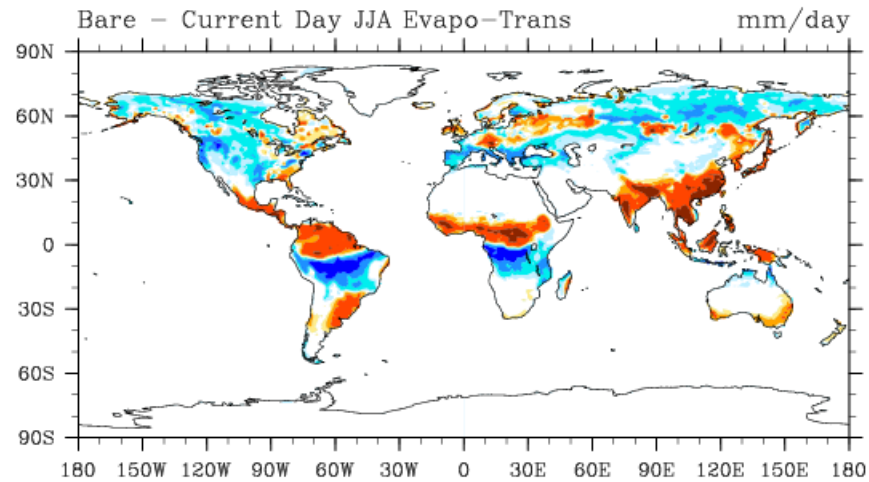 Bare – Current Day JJA Evapo–Trans mm/day
90N
60N
30N
0
30S
60S
90S
180 150W 120W 90W 60W 30W 0 30E 60E 90E 120E 150E 180